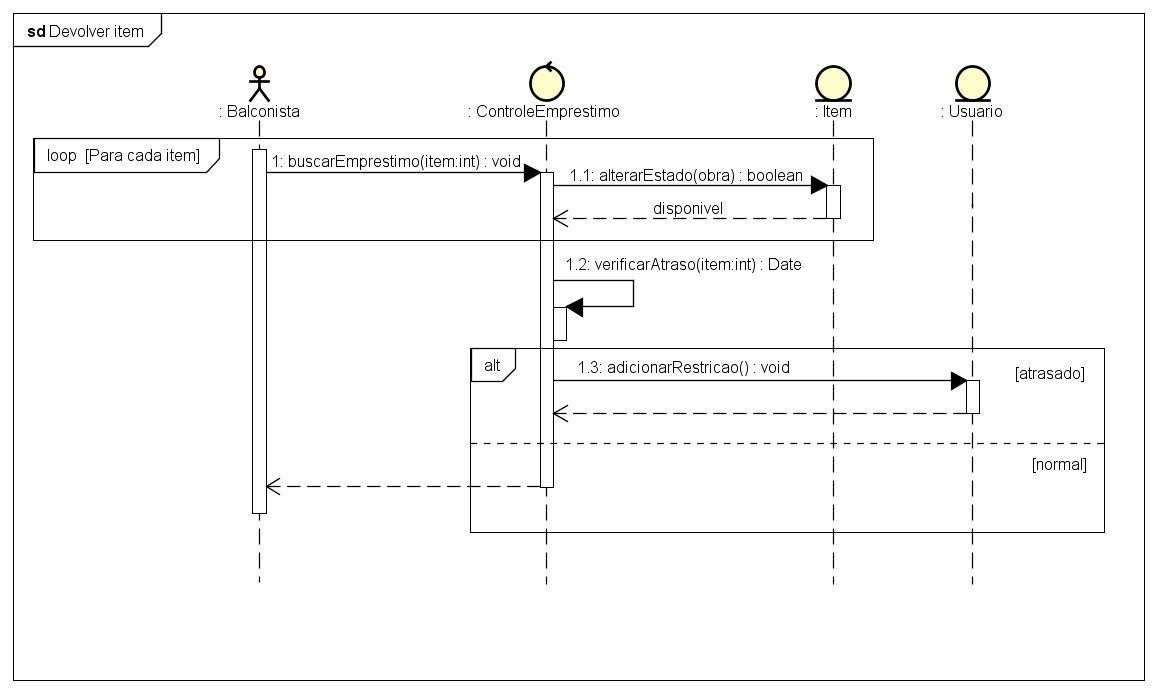 sd Devolver item
: Balconista
: ControleEmprestimo
: Item
: Usuario
loop [Para cada item]
1: buscarEmprestimo(item:int) : void
1.1: alterarEstado(obra) : boolean
disponivel
1.2: verificarAtraso(item:int) : Date
alt
1.3: adicionarRestricao() : void
[atrasado]
[normal]